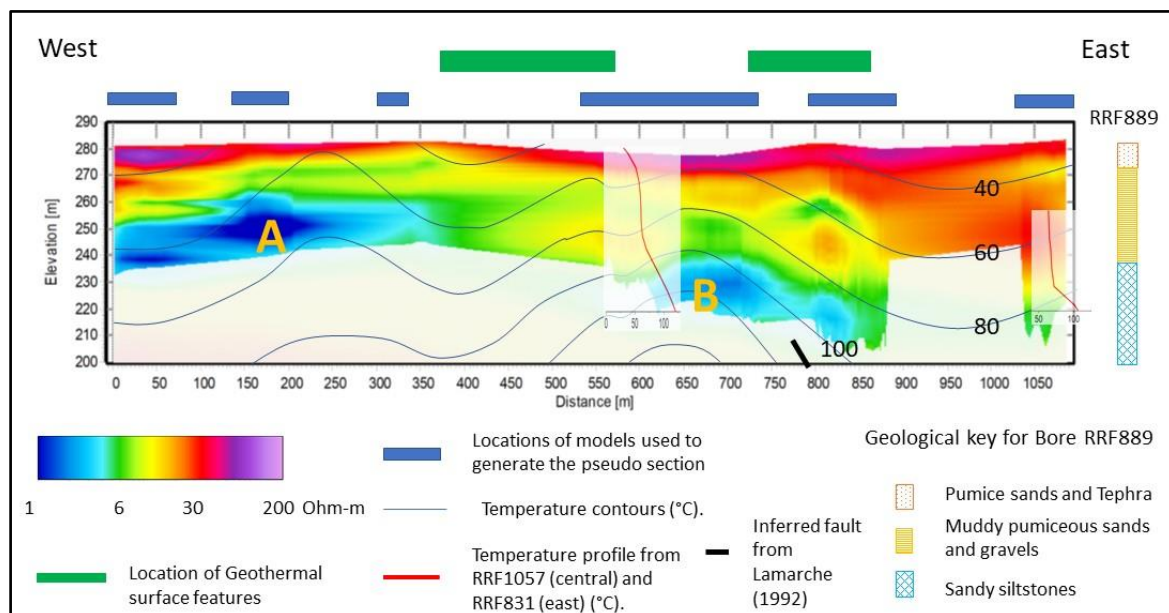 West
East
RRF889
290
280
270
260
250
240
230
220
210
200
Elevation [m]
A
B
40
60
80
100
0 50 100
50 100
0 50 100 150 200 250 300 350 400 450 500 550 600 650 700 750 800 850 900 950 1000 1050
Distance [m]
1 6 30 200 Ohm-m
Locations of models used to
generate the pseudo section
Temperature contours (°C).
Location of Geothermal
surface features
Temperature profile from
RRF1057 (central) and
RRF831 (east) (°C).
Inferred fault
from
Lamarche
(1992)
Geological key for Bore RRF889
Pumice sands and Tephra
Muddy pumiceous sands
and gravels
Sandy siltstones